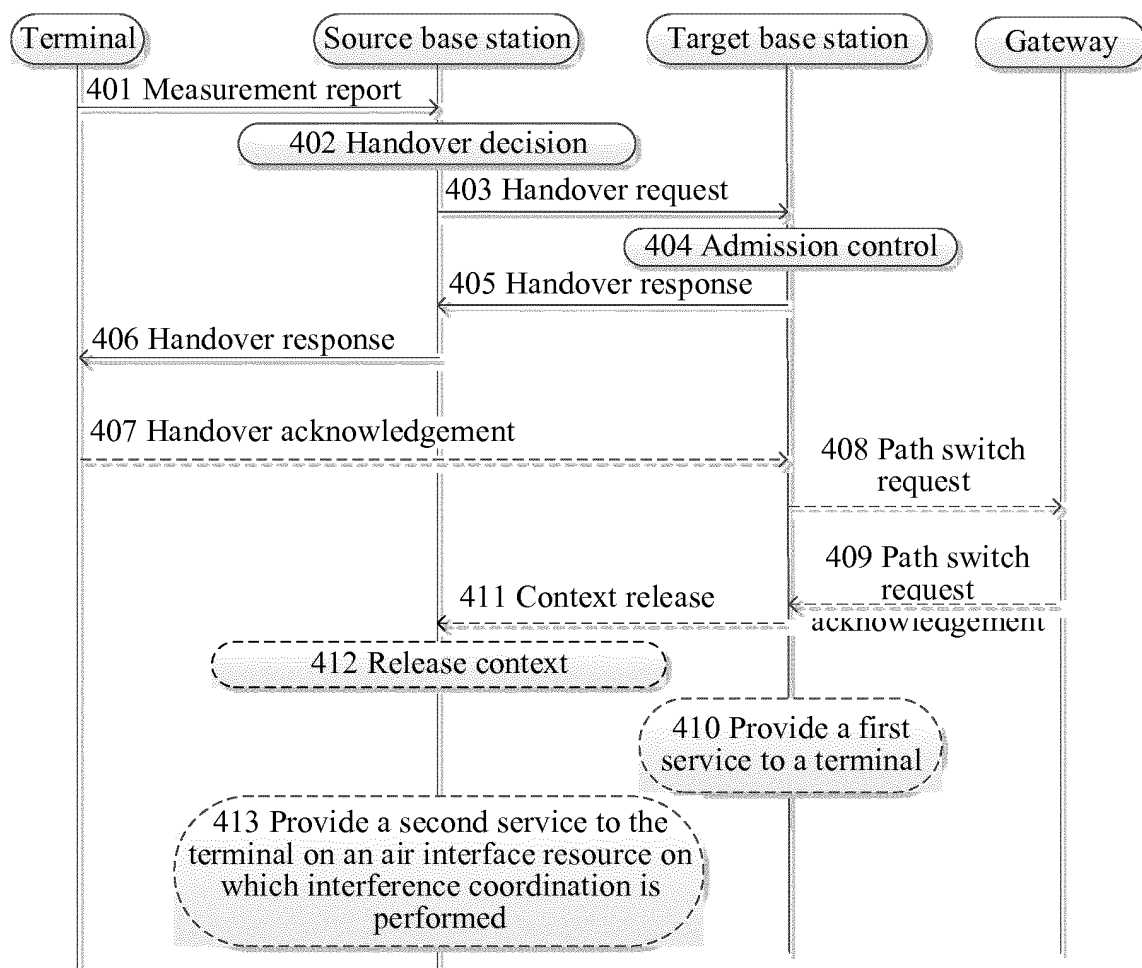 Terminal
Source base station
Target base station
Gateway
401 Measurement report
402 Handover decision
403 Handover request
404 Admission control
405 Handover response
406 Handover response
407 Handover acknowledgement
408 Path switch
request
409 Path switch
request
acknowledgement
411 Context release
412 Release context
410 Provide a first
service to a terminal
413 Provide a second service to the
terminal on an air interface resource on
which interference coordination is
performed